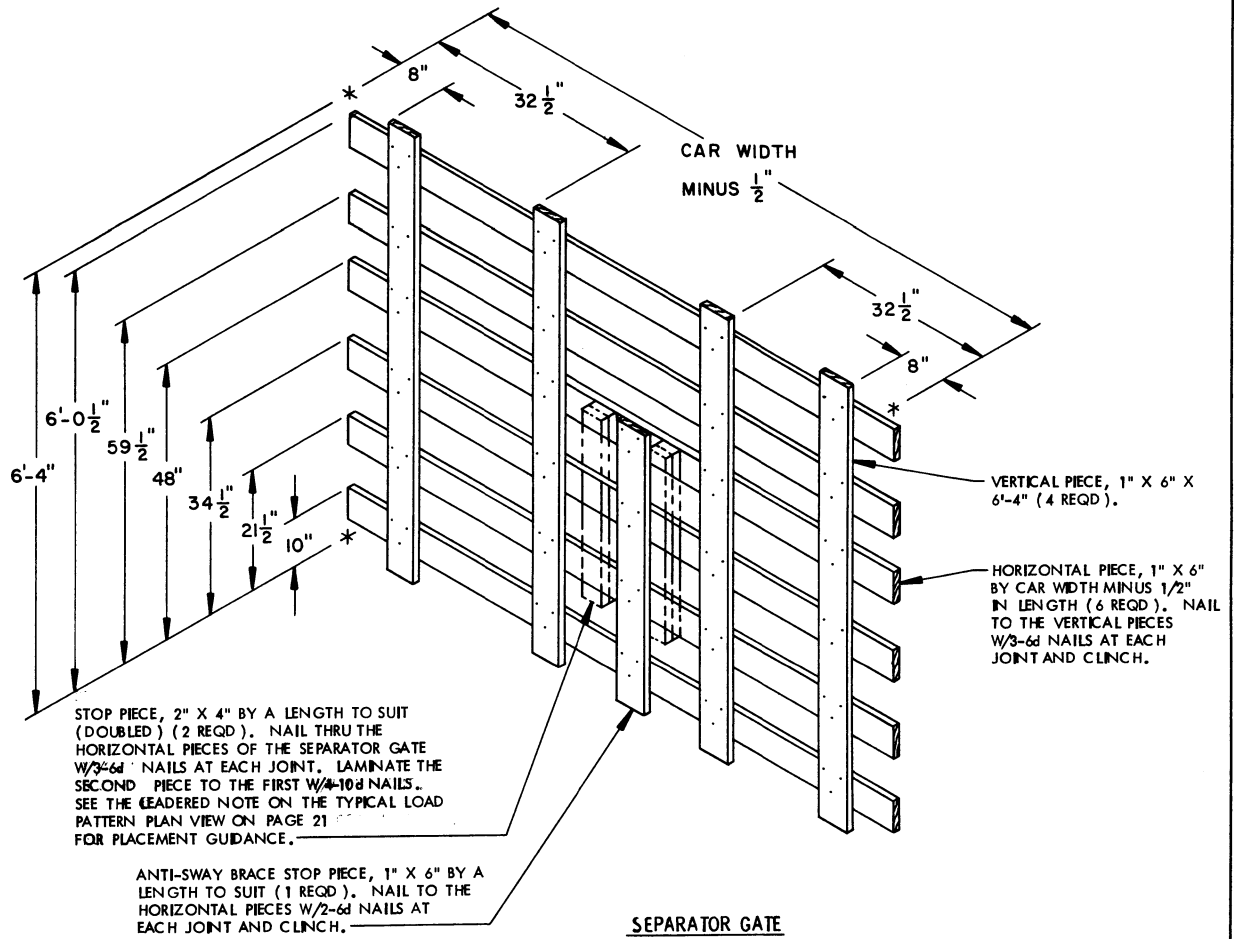 8"
32 1/2"
CAR WIDTH
MINUS 1/2"
*
32 1/2"
8"
*
6'-4"
6'-0 1/2"
59 1/2"
48"
34 1/2"
21 1/2"
10"
*
VERTICAL PIECE, 1" X 6" X
6'-4" (4 REQD).
HORIZONTAL PIECE, 1" X 6"
BY CAR WIDTH MINUS 1/2"
IN LENGTH (6 REQD). NAIL
TO THE VERTICAL PIECES
W/3-6d NAILS AT EACH
JOINT AND CLINCH.
STOP PIECE, 2" X 4" BY A LENGTH TO SUIT
(DOUBLED) (2 REQD). NAIL THRU THE
HORIZONTAL PIECES OF THE SEPARATOR GATE
W/3-6d NAILS AT EACH JOINT. LAMINATE THE
SECOND PIECE TO THE FIRST W/4-10d NAILS.
SEE THE LEADERED NOTE ON THE TYPICAL LOAD
PATTERN PLAN VIEW ON PAGE 21
FOR PLACEMENT GUIDANCE.
ANTI-SWAY BRACE STOP PIECE, 1" X 6" BY A
LENGTH TO SUIT (1 REQD). NAIL TO THE
HORIZONTAL PIECES W/2-6d NAILS AT
EACH JOINT AND CLINCH.
SEPARATOR GATE